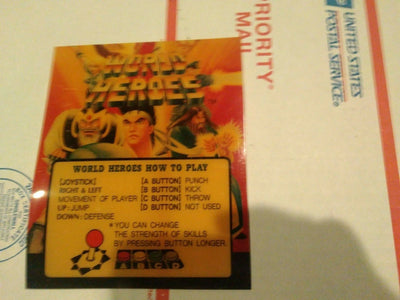 WORLD
HEROES
WORLD HEROES HOW TO PLAY
[JOYSTICK]
RIGHT & LEFT
MOVEMENT OF PLAYER
UP: JUMP
DOWN: DEFENSE
[A BUTTON] PUNCH
[B BUTTON] KICK
[C BUTTON] THROW
[D BUTTON] NOT USED
*YOU CAN CHANGE
THE STRENGTH OF SKILLS
BY PRESSING BUTTON LONGER.
A B C D
PRIORITY*
MAIL
UNITED STATES
POSTAL SERVICE®